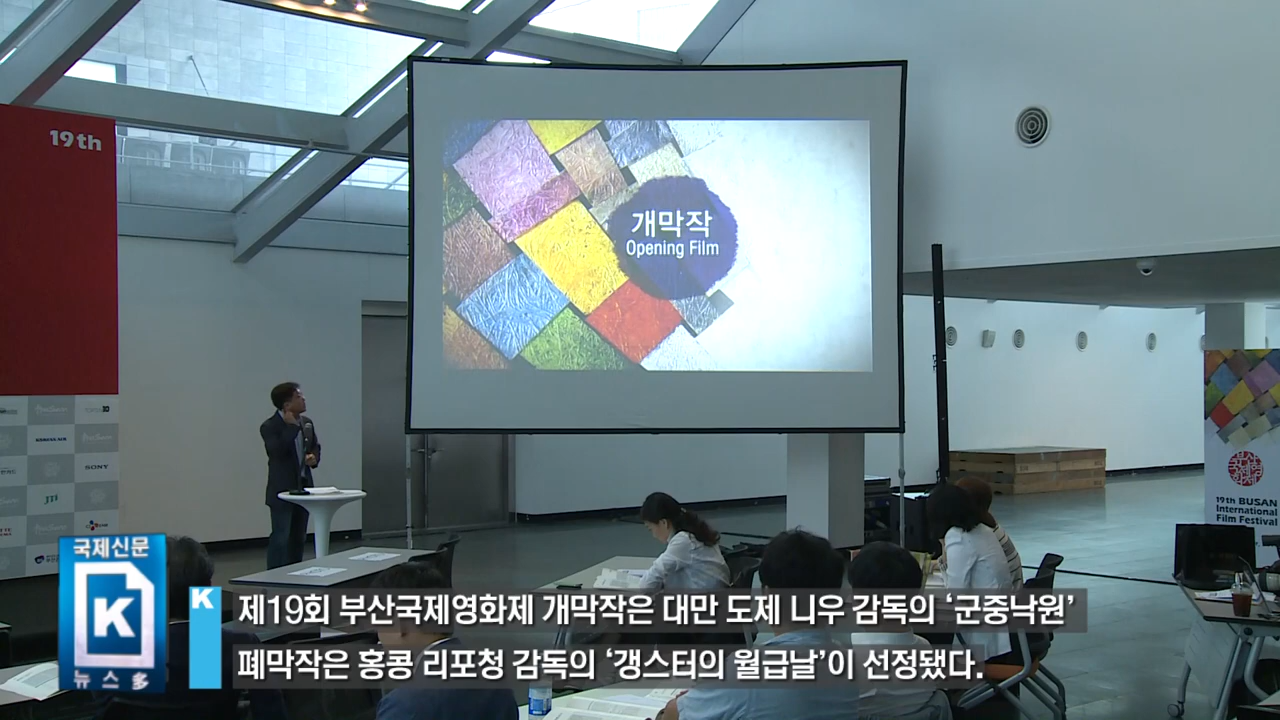 19th
개막작
Opening Film
SONY
19th BUSAN
International
Film Festival
국제신문
K
뉴스多
K
제19회 부산국제영화제 개막작은 대만 도제 니우 감독의 ‘군중낙원’
폐막작은 홍콩 리포청 감독의 ‘갱스터의 월급날’이 선정됐다.